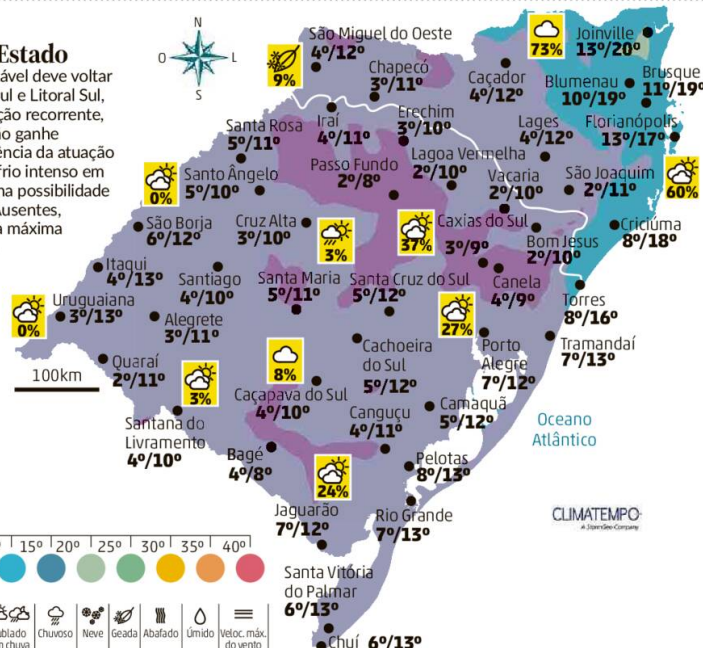 Estado
ável deve voltar
ul e Litoral Sul,
ção recorrente,
o ganhe
ência da atuação
frio intenso em
na possibilidade
Ausentes,
a máxima
N
O L
S
São Miguel do Oeste
4º/12º
9%
Chapecó
3º/11º
Caçador
4º/12º
73%
Joinville
13º/20º
Blumenau
10º/19º
Brusque
11º/19º
Florianópolis
13º/17º
60%
Lages
4º/12º
São Joaquim
2º/11º
Criciúma
8º/18º
Iraí
4º/11º
Erechim
3º/10º
Santa Rosa
5º/11º
Passo Fundo
2º/8º
Lagoa Vermelha
2º/10º
Vacaria
2º/10º
0%
Santo Ângelo
5º/10º
São Borja
6º/12º
Cruz Alta
3º/10º
3%
37%
Caxias do Sul
3º/9º
Bom Jesus
2º/10º
Canela
4º/9º
Itaqui
4º/13º
Santiago
4º/10º
Santa Maria
5º/11º
Santa Cruz do Sul
5º/12º
Torres
8º/16º
0%
Uruguaiana
3º/13º
Alegrete
3º/11º
27%
Porto
Alegre
7º/12º
Tramandaí
7º/13º
Cachoeira
do Sul
5º/12º
Quaraí
2º/11º
100km
3%
8%
Caçapava do Sul
4º/10º
Camaquã
5º/12º
Canguçu
4º/11º
Santana do
Livramento
4º/10º
Bagé
4º/8º
24%
Pelotas
8º/13º
Jaguarão
7º/12º
Rio Grande
7º/13º
Oceano
Atlântico
CLIMATEMPO
A StormGeo Company
Santa Vitória
do Palmar
6º/13º
Chuí 6º/13º
15º 20º 25º 30º 35º 40º
Chuvoso Neve Geada Abafado Úmido Veloc. máx.
do vento